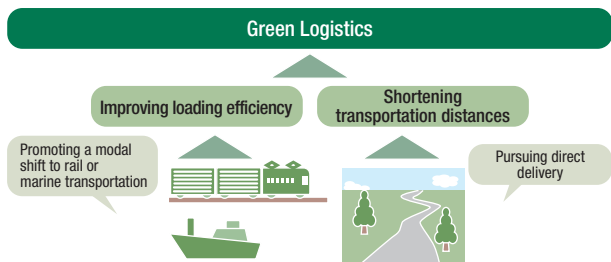 Green Logistics
Improving loading efficiency
Shortening
transportation distances
Promoting a modal
shift to rail or
marine transportation
Pursuing direct
delivery